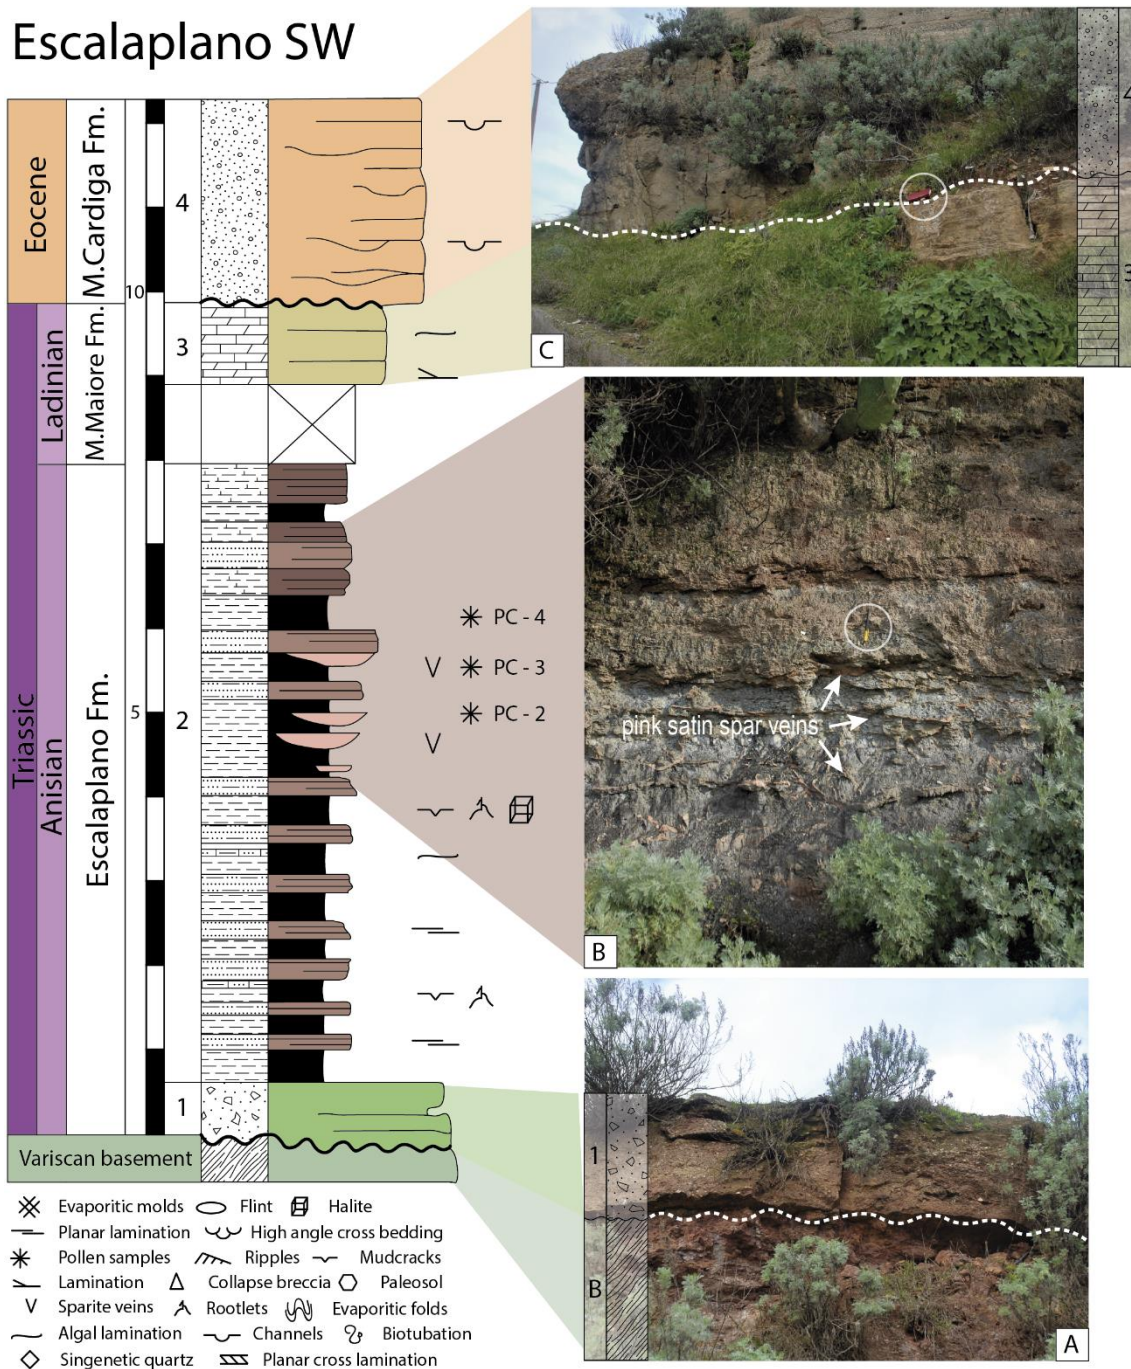 Escalaplano SW
Eocene
M.Cardiga Fm.
4
10
Triassic
Ladinian
M.Maiore Fm.
3
Anisian
Escalaplano Fm.
2
5
PC - 4
PC - 3
PC - 2
V
V
1
Variscan basement
4
3
C
pink satin spar veins
B
1
B
A
Evaporitic molds Flint Halite
Planar lamination High angle cross bedding
Pollen samples Ripples Mudcracks
Lamination Collapse breccia Paleosol
V Sparite veins Rootlets Evaporitic folds
Algal lamination Channels Biotubation
Singenetic quartz Planar cross lamination